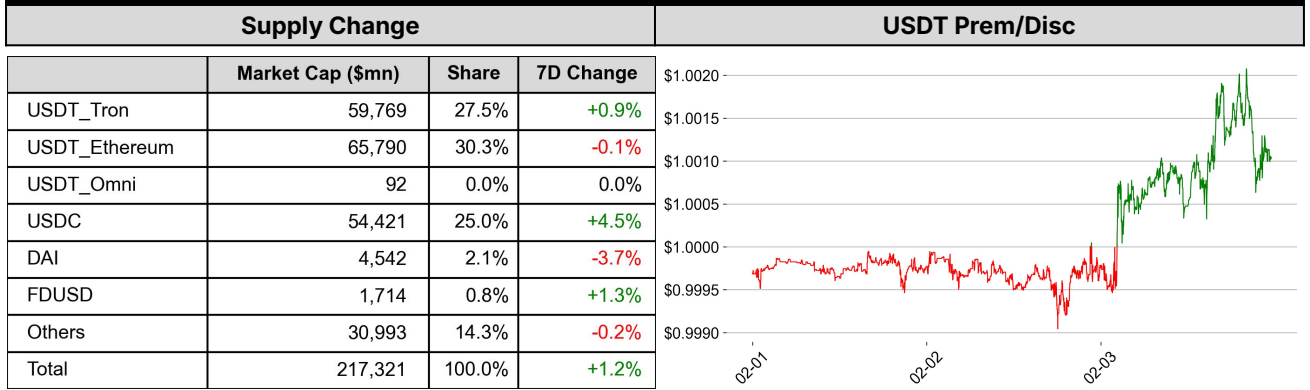 Supply Change
USDT Prem/Disc
Market Cap ($mn) Share 7D Change
USDT_Tron 59,769 27.5% +0.9%
USDT_Ethereum 65,790 30.3% -0.1%
USDT_Omni 92 0.0% 0.0%
USDC 54,421 25.0% +4.5%
DAI 4,542 2.1% -3.7%
FDUSD 1,714 0.8% +1.3%
Others 30,993 14.3% -0.2%
Total 217,321 100.0% +1.2%
$1.0020
$1.0015
$1.0010
$1.0005
$1.0000
$0.9995
$0.9990
02-01 02-02 02-03